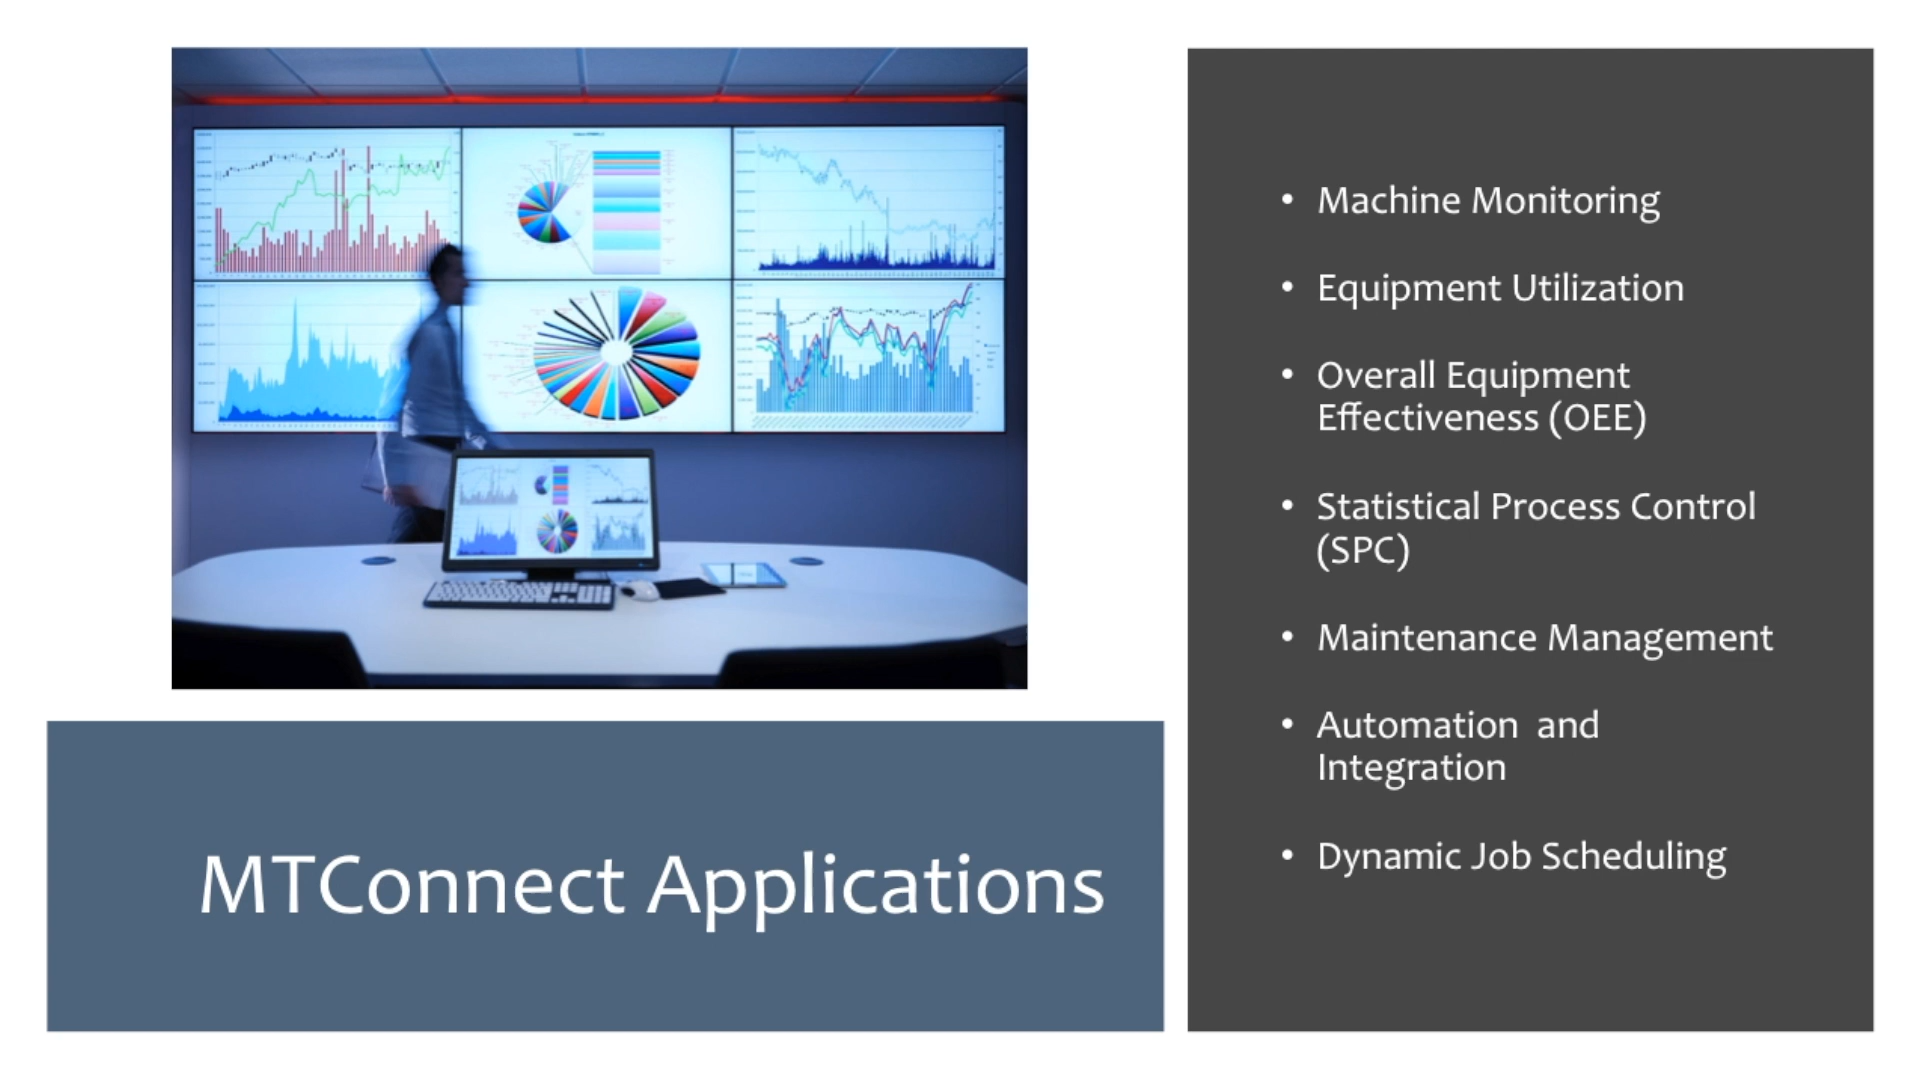 MTConnect Applications
• Machine Monitoring
• Equipment Utilization
• Overall Equipment
Effectiveness (OEE)
• Statistical Process Control
(SPC)
• Maintenance Management
• Automation  and
Integration
• Dynamic Job Scheduling